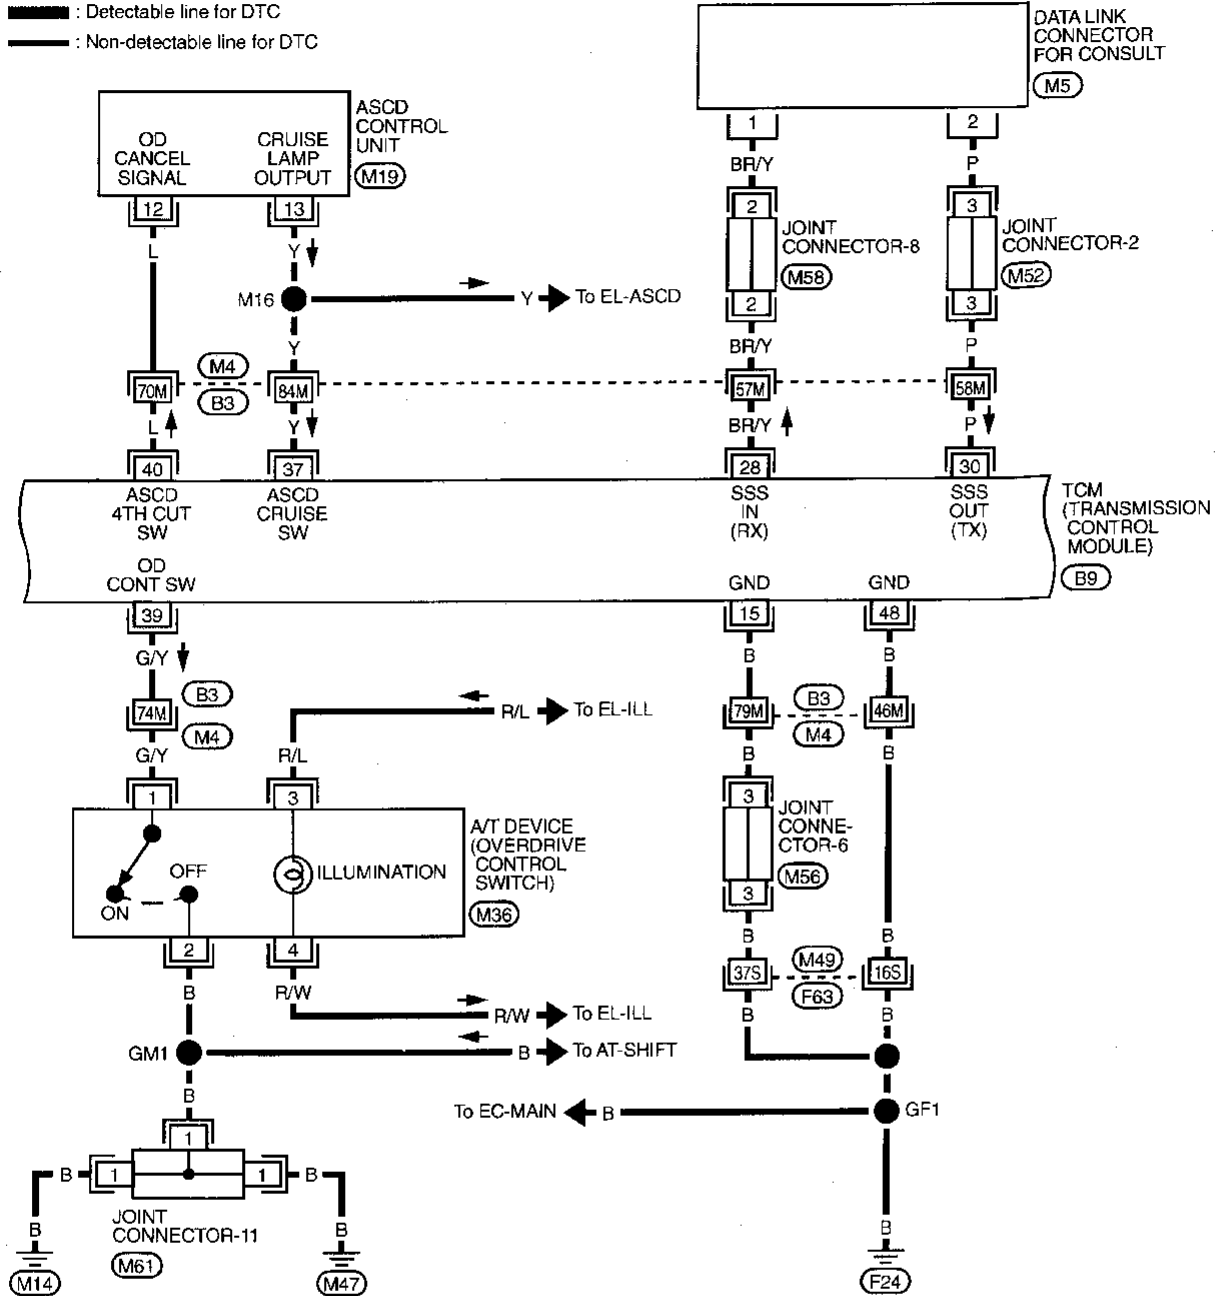 : Detectable line for DTC
: Non-detectable line for DTC
DATA LINK
CONNECTOR
FOR CONSULT
M5
ASCD
CONTROL
UNIT
M19
OD
CANCEL
SIGNAL
CRUISE
LAMP
OUTPUT
1
2
12
13
BR/Y
P
L
Y
2
3
JOINT
CONNECTOR-8
M58
JOINT
CONNECTOR-2
M52
2
3
M16
Y
To EL-ASCD
Y
BR/Y
P
M4
B3
70M
84M
57M
58M
L
Y
BR/Y
P
40
37
28
30
ASCD
4TH CUT
SW
ASCD
CRUISE
SW
SSS
IN
(RX)
SSS
OUT
(TX)
TCM
(TRANSMISSION
CONTROL
MODULE)
B9
OD
CONT SW
GND
GND
39
15
48
G/Y
B
B
B3
74M
M4
R/L
To EL-ILL
79M
B3
M4
46M
G/Y
R/L
B
B
1
3
3
JOINT
CONNE-
CTOR-6
M56
3
A/T DEVICE
(OVERDRIVE
CONTROL
SWITCH)
M36
OFF
ON
ILLUMINATION
2
4
B
B
B
R/W
37S
M49
F63
16S
R/W
To EL-ILL
B
B
GM1
B
To AT-SHIFT
B
To EC-MAIN
B
GF1
1
B
1
1
B
B
B
B
JOINT
CONNECTOR-11
M61
M14
M47
F24